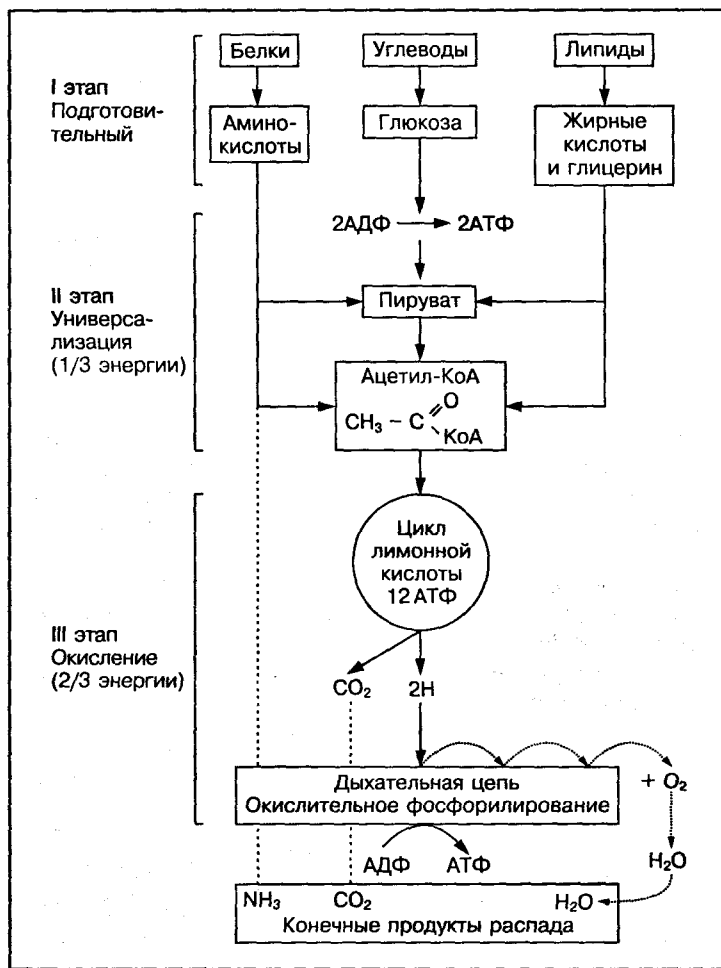 Белки
Углеводы
Липиды
I этап
Подготови-
тельный
Амино-
кислоты
Глюкоза
Жирные
кислоты
и глицерин
2АДФ
2АТФ
II этап
Универса-
лизация
(1/3 энергии)
Пируват
Ацетил-КоА
CH₃ – C
O
КоА
Цикл
лимонной
кислоты
12 АТФ
III этап
Окисление
(2/3 энергии)
CO₂
2H
Дыхательная цепь
Окислительное фосфорилирование
+ O₂
АДФ
АТФ
H₂O
NH₃
CO₂
H₂O
Конечные продукты распада